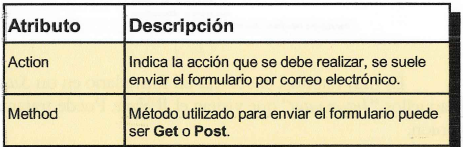 Atributo Descripción
Action Indica la acción que se debe realizar, se suele
enviar el formulario por correo electrónico.
Method Método utilizado para enviar el formulario puede
ser Get o Post.